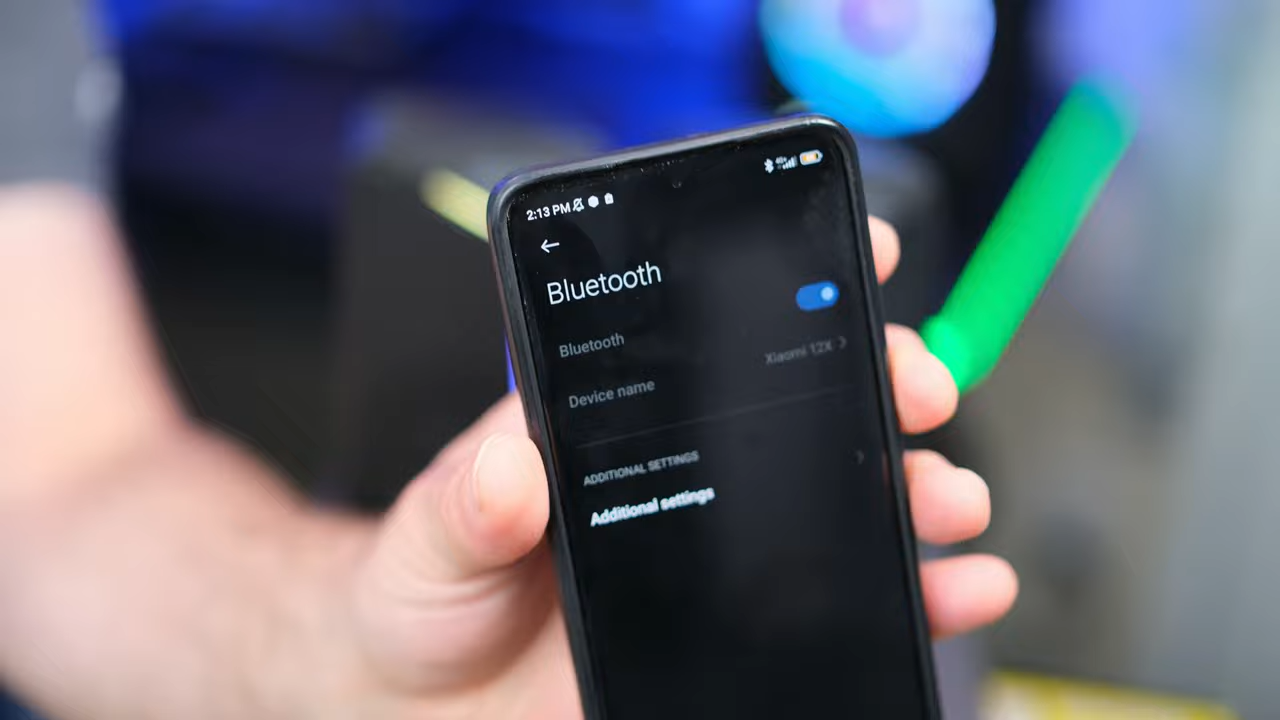 2:13 PM
Bluetooth
Bluetooth
Device name Xiaomi 12X
ADDITIONAL SETTINGS
Additional settings